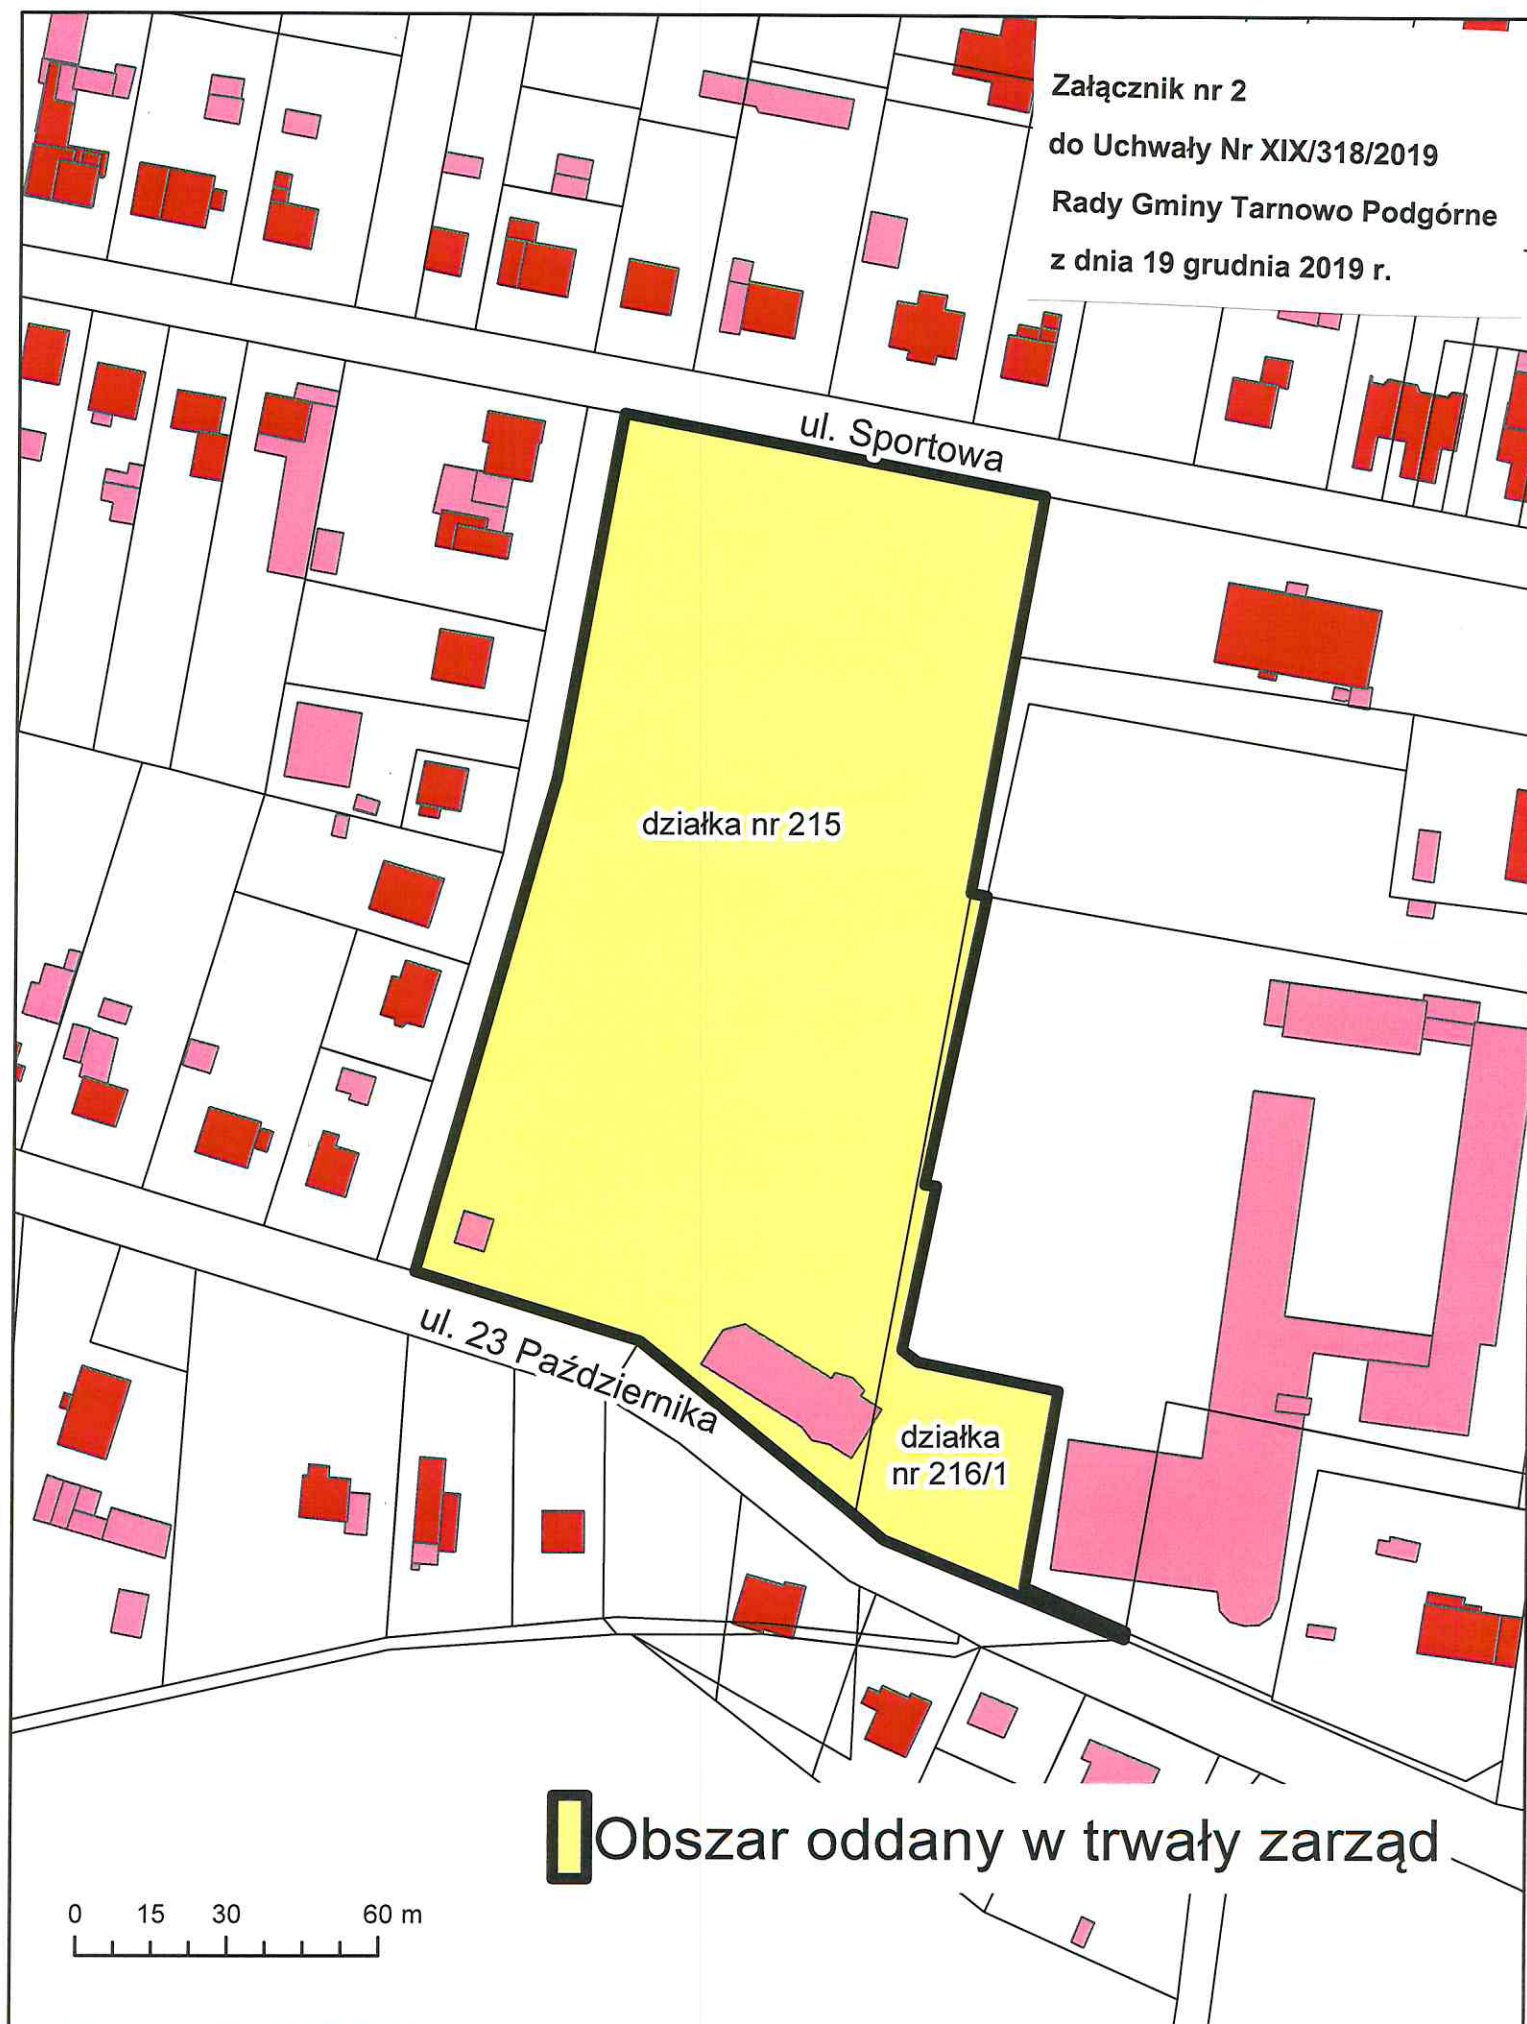 Załącznik nr 2
do Uchwały Nr XIX/318/2019
Rady Gminy Tarnowo Podgórne
z dnia 19 grudnia 2019 r.
ul. Sportowa
działka nr 215
ul. 23 Października
działka
nr 216/1
Obszar oddany w trwały zarząd
0 15 30 60 m